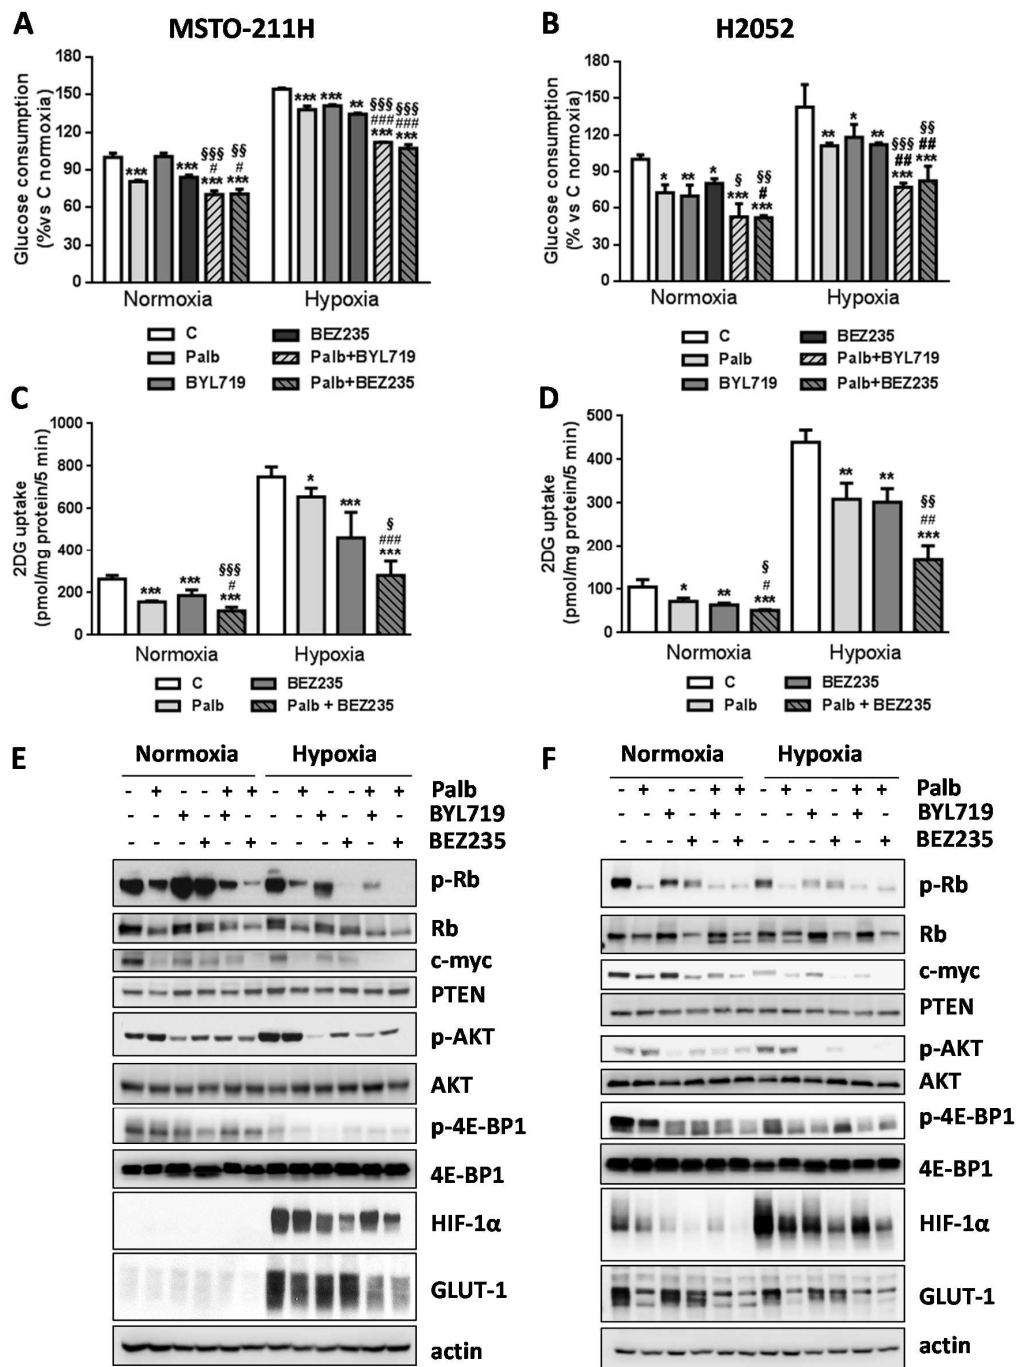 A MSTO-211H
Glucose consumption
(%vs C normoxia)
180
150
120
90
60
30
0
*** *** *** § § § # *** § § # ***
*** *** ** § § § ### *** § § § ### ***
Normoxia Hypoxia
C BEZ235
Palb Palb+BYL719
BYL719 Palb+BEZ235
B H2052
Glucose consumption
(% vs C normoxia)
180
150
120
90
60
30
0
* ** * § *** § § # ***
** * ** § § § ## *** § § ## ***
Normoxia Hypoxia
C BEZ235
Palb Palb+BYL719
BYL719 Palb+BEZ235
C
2DG uptake
(pmol/mg protein/5 min)
1000
800
600
400
200
0
*** *** § § § # ***
* *** § ### ***
Normoxia Hypoxia
C BEZ235
Palb Palb + BEZ235
D
2DG uptake
(pmol/mg protein/5 min)
500
400
300
200
100
0
* ** § # ***
** ** § § ## ***
Normoxia Hypoxia
C BEZ235
Palb Palb + BEZ235
E Normoxia Hypoxia
- + - - + + - + - - + + Palb
- - + - + - - - + - + - BYL719
- - - + - + - - - + - + BEZ235
p-Rb
Rb
c-myc
PTEN
p-AKT
AKT
p-4E-BP1
4E-BP1
HIF-1α
GLUT-1
actin
F Normoxia Hypoxia
- + - - + + - + - - + + Palb
- - + - + - - - + - + - BYL719
- - - + - + - - - + - + BEZ235
p-Rb
Rb
c-myc
PTEN
p-AKT
AKT
p-4E-BP1
4E-BP1
HIF-1α
GLUT-1
actin